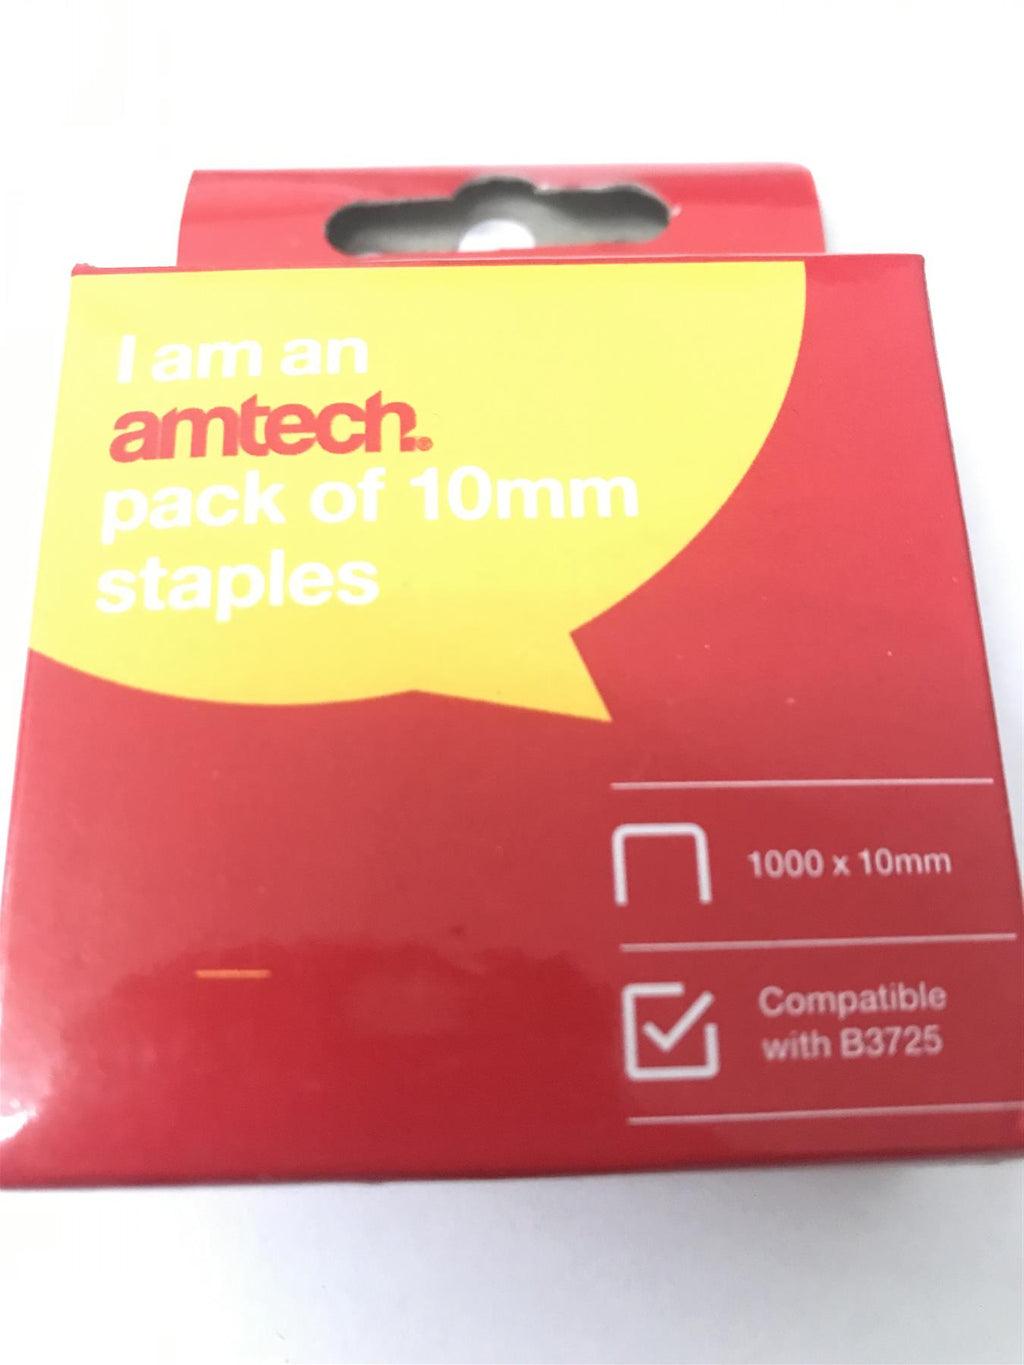 I am an
amtech®
pack of 10mm
staples
1000 x 10mm
Compatible
with B3725